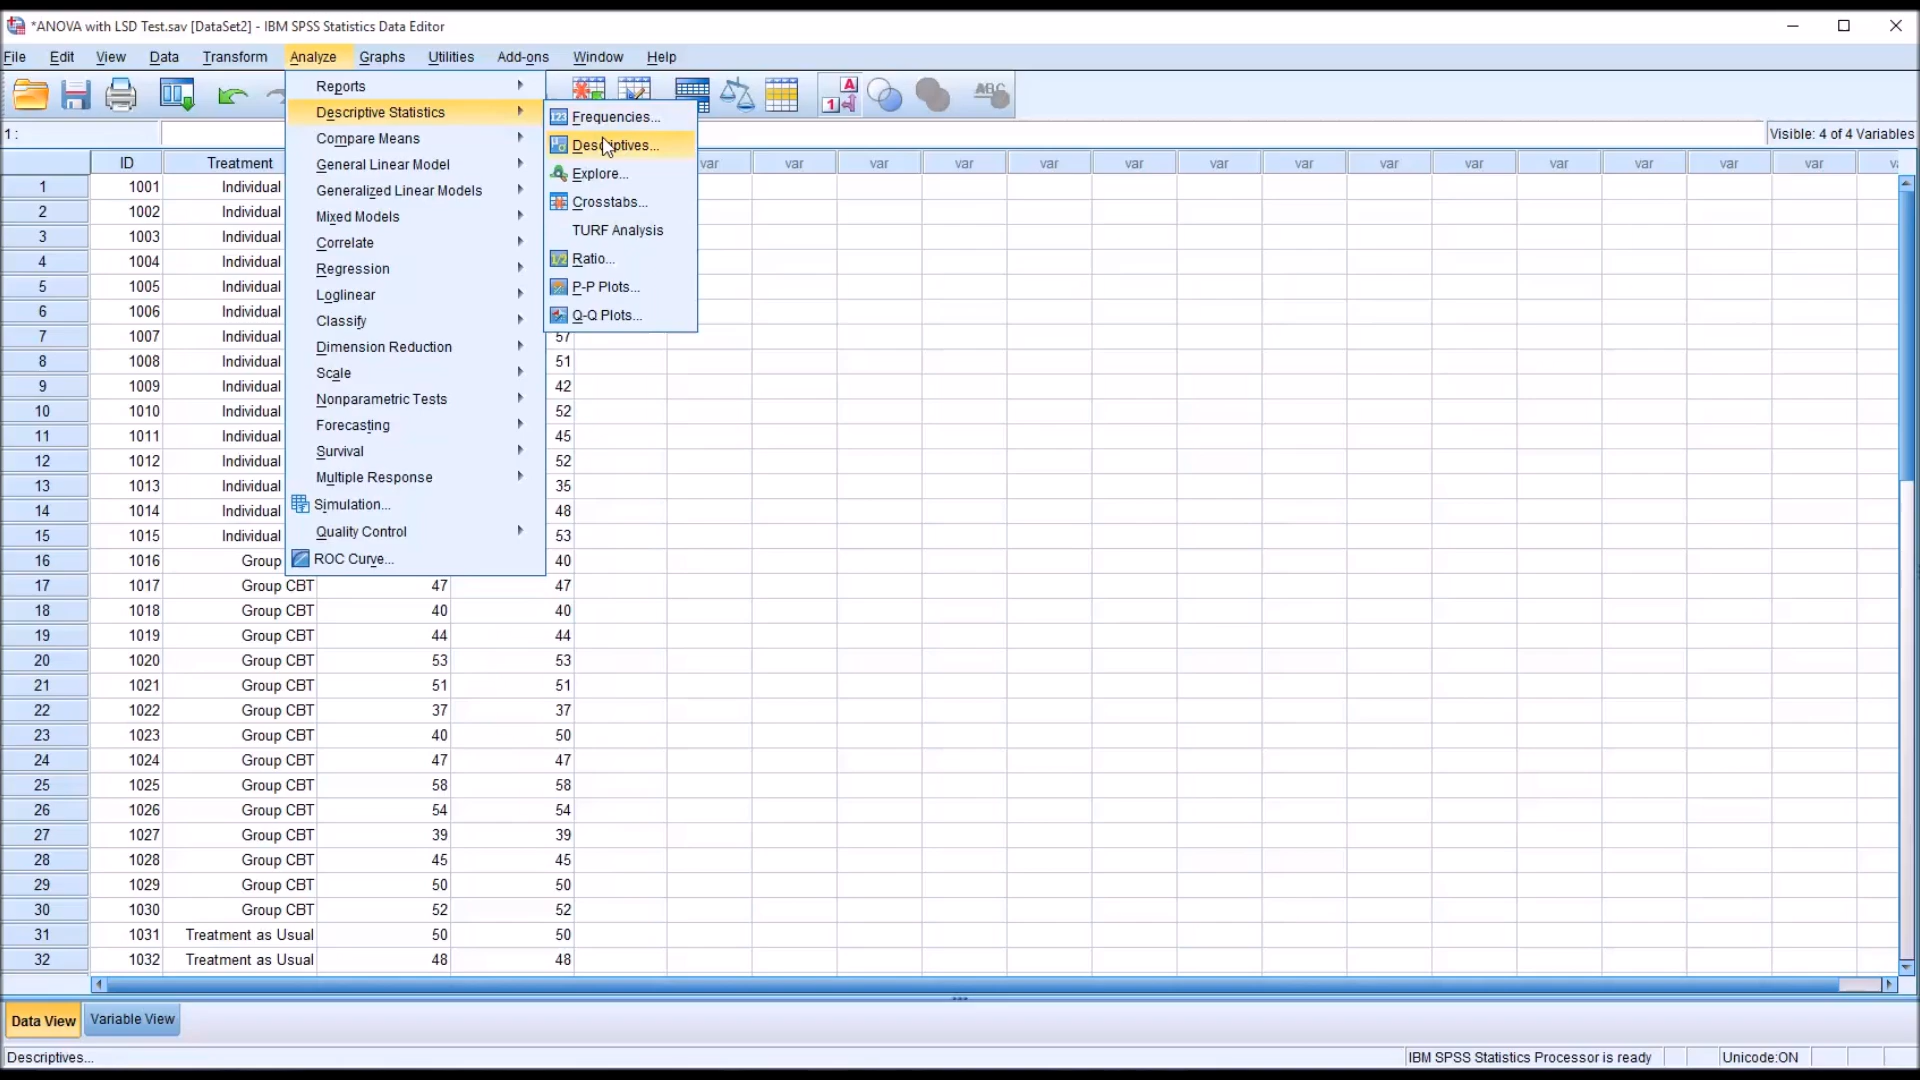 *ANOVA with LSD Test.sav [DataSet2] - IBM SPSS Statistics Data Editor
File Edit View Data Transform Analyze Graphs Utilities Add-ons Window Help
1 :
Visible: 4 of 4 Variables
Reports
Descriptive Statistics
Compare Means
General Linear Model
Generalized Linear Models
Mixed Models
Correlate
Regression
Loglinear
Classify
Dimension Reduction
Scale
Nonparametric Tests
Forecasting
Survival
Multiple Response
Simulation...
Quality Control
ROC Curve...
Frequencies...
Descriptives...
Explore...
Crosstabs...
TURF Analysis
Ratio...
P-P Plots...
Q-Q Plots...
ID Treatment var var var var var var var var var var var var var var
1 1001 Individual
2 1002 Individual
3 1003 Individual
4 1004 Individual
5 1005 Individual
6 1006 Individual
7 1007 Individual 57
8 1008 Individual 51
9 1009 Individual 42
10 1010 Individual 52
11 1011 Individual 45
12 1012 Individual 52
13 1013 Individual 35
14 1014 Individual 48
15 1015 Individual 53
16 1016 Group 40
17 1017 Group CBT 47 47
18 1018 Group CBT 40 40
19 1019 Group CBT 44 44
20 1020 Group CBT 53 53
21 1021 Group CBT 51 51
22 1022 Group CBT 37 37
23 1023 Group CBT 40 50
24 1024 Group CBT 47 47
25 1025 Group CBT 58 58
26 1026 Group CBT 54 54
27 1027 Group CBT 39 39
28 1028 Group CBT 45 45
29 1029 Group CBT 50 50
30 1030 Group CBT 52 52
31 1031 Treatment as Usual 50 50
32 1032 Treatment as Usual 48 48
Data View Variable View
Descriptives... IBM SPSS Statistics Processor is ready Unicode:ON